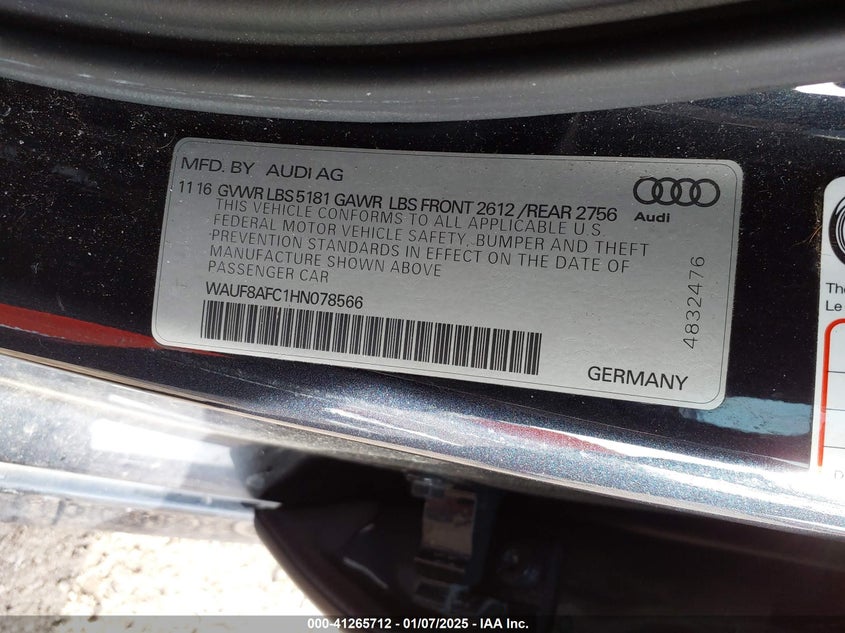 MFD. BY AUDI AG
11 16 GVWR LBS 5181 GAWR LBS FRONT 2612 /REAR 2756
THIS VEHICLE CONFORMS TO ALL APPLICABLE U.S.
FEDERAL MOTOR VEHICLE SAFETY, BUMPER AND THEFT
PREVENTION STANDARDS IN EFFECT ON THE DATE OF
MANUFACTURE SHOWN ABOVE
PASSENGER CAR
WAUF8AFC1HN078566
Audi
4832476
GERMANY
The
Le
000-41265712 - 01/07/2025 - IAA Inc.